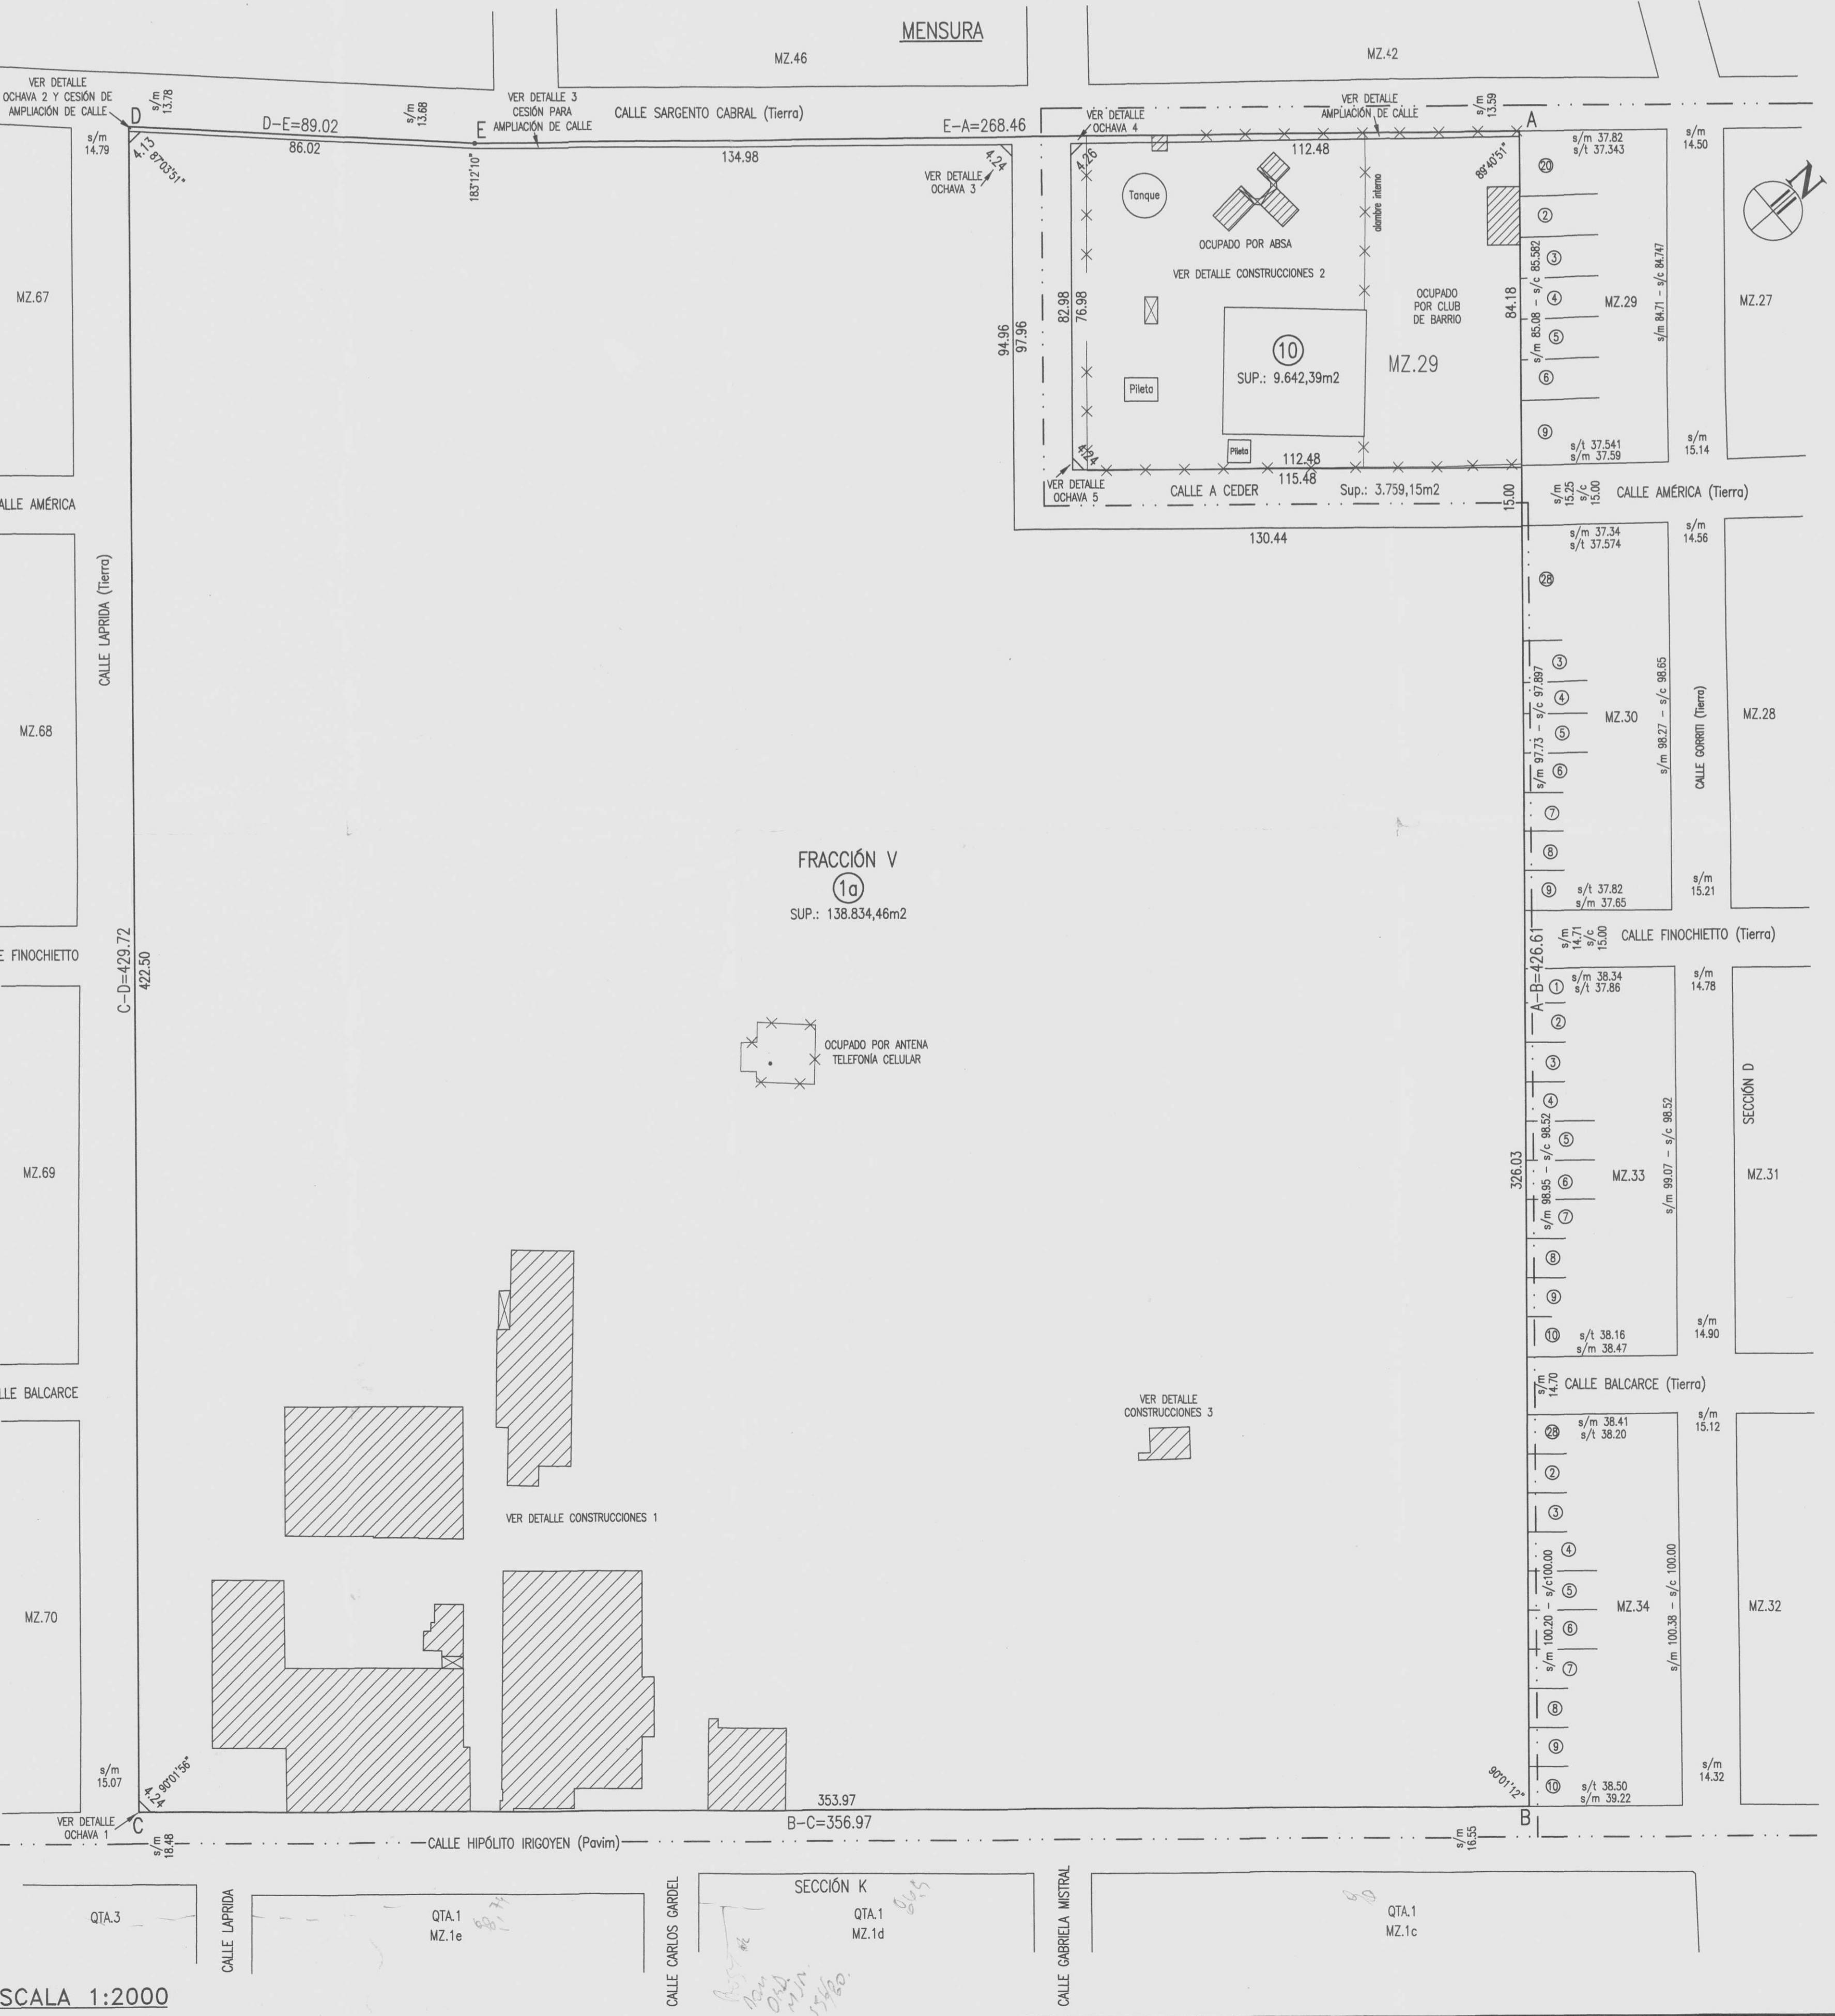 MENSURA
MZ.46
MZ.42
VER DETALLE
OCHAVA 2 Y CESIÓN DE
AMPLIACIÓN DE CALLE
D
s/m
13.78
s/m
14.79
D-E=89.02
86.02
4.13
87°03'51"
s/m
13.68
E
183°12'10"
VER DETALLE 3
CESIÓN PARA
AMPLIACIÓN DE CALLE
CALLE SARGENTO CABRAL (Tierra)
134.98
E-A=268.46
4.24
VER DETALLE
OCHAVA 3
VER DETALLE
OCHAVA 4
4.26
VER DETALLE
AMPLIACIÓN DE CALLE
s/m
13.59
A
112.48
89°40'51"
s/m 37.82
s/t 37.343
s/m
14.50
N
Tanque
OCUPADO POR ABSA
VER DETALLE CONSTRUCCIONES 2
alambre interno
OCUPADO
POR CLUB
DE BARRIO
10
SUP.: 9.642,39m2
MZ.29
Pileta
Pileta
82.98
76.98
94.96
97.96
84.18
s/m 85.08 - s/c 85.582
20
2
3
4
5
6
9
MZ.29
s/m 84.71 - s/c 84.747
MZ.27
s/t 37.541
s/m 37.59
s/m
15.14
4.24
112.48
115.48
VER DETALLE
OCHAVA 5
CALLE A CEDER
Sup.: 3.759,15m2
15.00
s/m
15.25
s/c
15.00
CALLE AMÉRICA (Tierra)
130.44
s/m 37.34
s/t 37.574
s/m
14.56
MZ.67
ALLE AMÉRICA
CALLE LAPRIDA (Tierra)
MZ.68
28
3
4
5
6
7
8
9
s/m 97.73 - s/c 97.897
MZ.30
s/m 98.27 - s/c 98.65
CALLE GORRITI (Tierra)
MZ.28
FRACCIÓN V
1a
SUP.: 138.834,46m2
s/t 37.82
s/m 37.65
s/m
15.21
E FINOCHIETTO
C-D=429.72
422.50
A-B=426.61
s/m
14.71
s/c
15.00
CALLE FINOCHIETTO (Tierra)
s/m 38.34
s/t 37.86
s/m
14.78
1
2
3
4
5
6
7
8
9
10
OCUPADO POR ANTENA
TELEFONÍA CELULAR
SECCIÓN D
MZ.69
326.03
s/m 98.95 - s/c 98.52
MZ.33
s/m 99.07 - s/c 98.52
MZ.31
s/t 38.16
s/m 38.47
s/m
14.90
LLE BALCARCE
VER DETALLE
CONSTRUCCIONES 3
s/m
14.70
CALLE BALCARCE (Tierra)
s/m 38.41
s/t 38.20
s/m
15.12
28
2
3
4
5
6
7
8
9
10
VER DETALLE CONSTRUCCIONES 1
MZ.70
s/m 100.20 - s/c100.00
MZ.34
s/m 100.38 - s/c 100.00
MZ.32
s/m
15.07
4.24
90°01'56"
90°01'12"
s/t 38.50
s/m 39.22
s/m
14.32
353.97
B-C=356.97
VER DETALLE
OCHAVA 1
C
B
s/m
18.48
CALLE HIPÓLITO IRIGOYEN (Pavim)
s/m
16.55
QTA.3
CALLE LAPRIDA
QTA.1
MZ.1e
CALLE CARLOS GARDEL
SECCIÓN K
QTA.1
MZ.1d
CALLE GABRIELA MISTRAL
QTA.1
MZ.1c
SCALA 1:2000